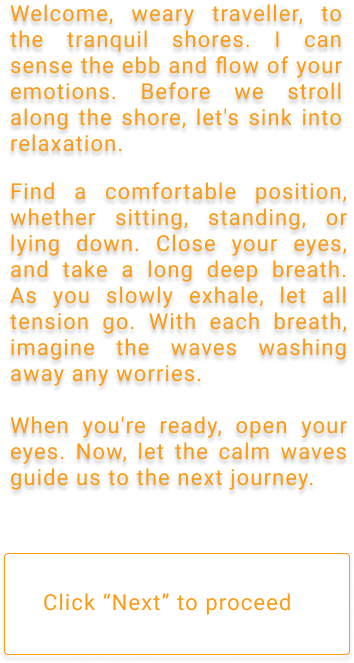 Welcome, weary traveller, to
the tranquil shores. I can
sense the ebb and flow of your
emotions. Before we stroll
along the shore, let's sink into
relaxation.
Find a comfortable position,
whether sitting, standing, or
lying down. Close your eyes,
and take a long deep breath.
As you slowly exhale, let all
tension go. With each breath,
imagine the waves washing
away any worries.
When you're ready, open your
eyes. Now, let the calm waves
guide us to the next journey.
Click “Next” to proceed